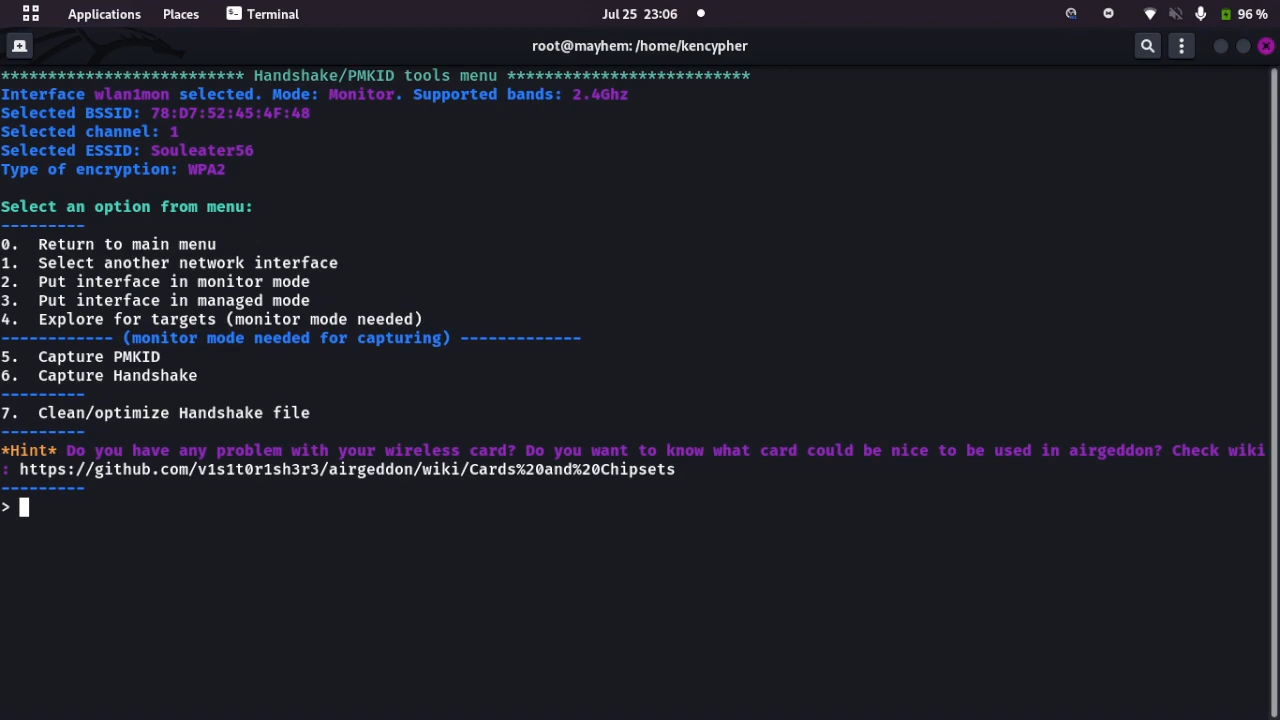 Applications Places Terminal Jul 25 23:06 96 %
root@mayhem: /home/kencypher
************************** Handshake/PMKID tools menu **************************
Interface wlan1mon selected. Mode: Monitor. Supported bands: 2.4Ghz
Selected BSSID: 78:D7:52:45:4F:48
Selected channel: 1
Selected ESSID: Souleater56
Type of encryption: WPA2
Select an option from menu:
---------
0. Return to main menu
1. Select another network interface
2. Put interface in monitor mode
3. Put interface in managed mode
4. Explore for targets (monitor mode needed)
------------ (monitor mode needed for capturing) -------------
5. Capture PMKID
6. Capture Handshake
---------
7. Clean/optimize Handshake file
---------
*Hint* Do you have any problem with your wireless card? Do you want to know what card could be nice to be used in airgeddon? Check wiki
: https://github.com/v1s1t0r1sh3r3/airgeddon/wiki/Cards%20and%20Chipsets
---------
>